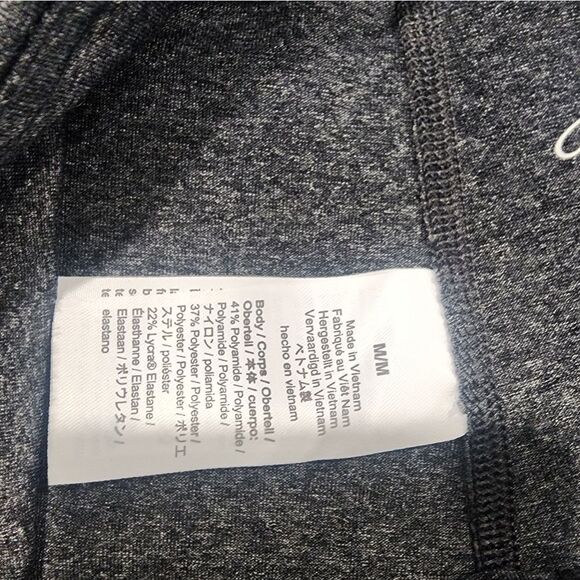 M/M
Made in Vietnam
Fabriqué au Viêt Nam
Hergestellt in Vietnam
Vervaardigd in Vietnam
ベトナム製
hecho en vietnam
Body / Corps / Oberteil /
Oberteil / 本体 / cuerpo:
41% Polyamide / Polyamide /
Polyamide / Polyamide /
ナイロン / poliamida
37% Polyester / Polyester /
Polyester / Polyester / ポリエ
ステル / poliéster
22% Lycra® Elastane /
Élasthanne / Elastan /
Elastaan / ポリウレタン /
elastano